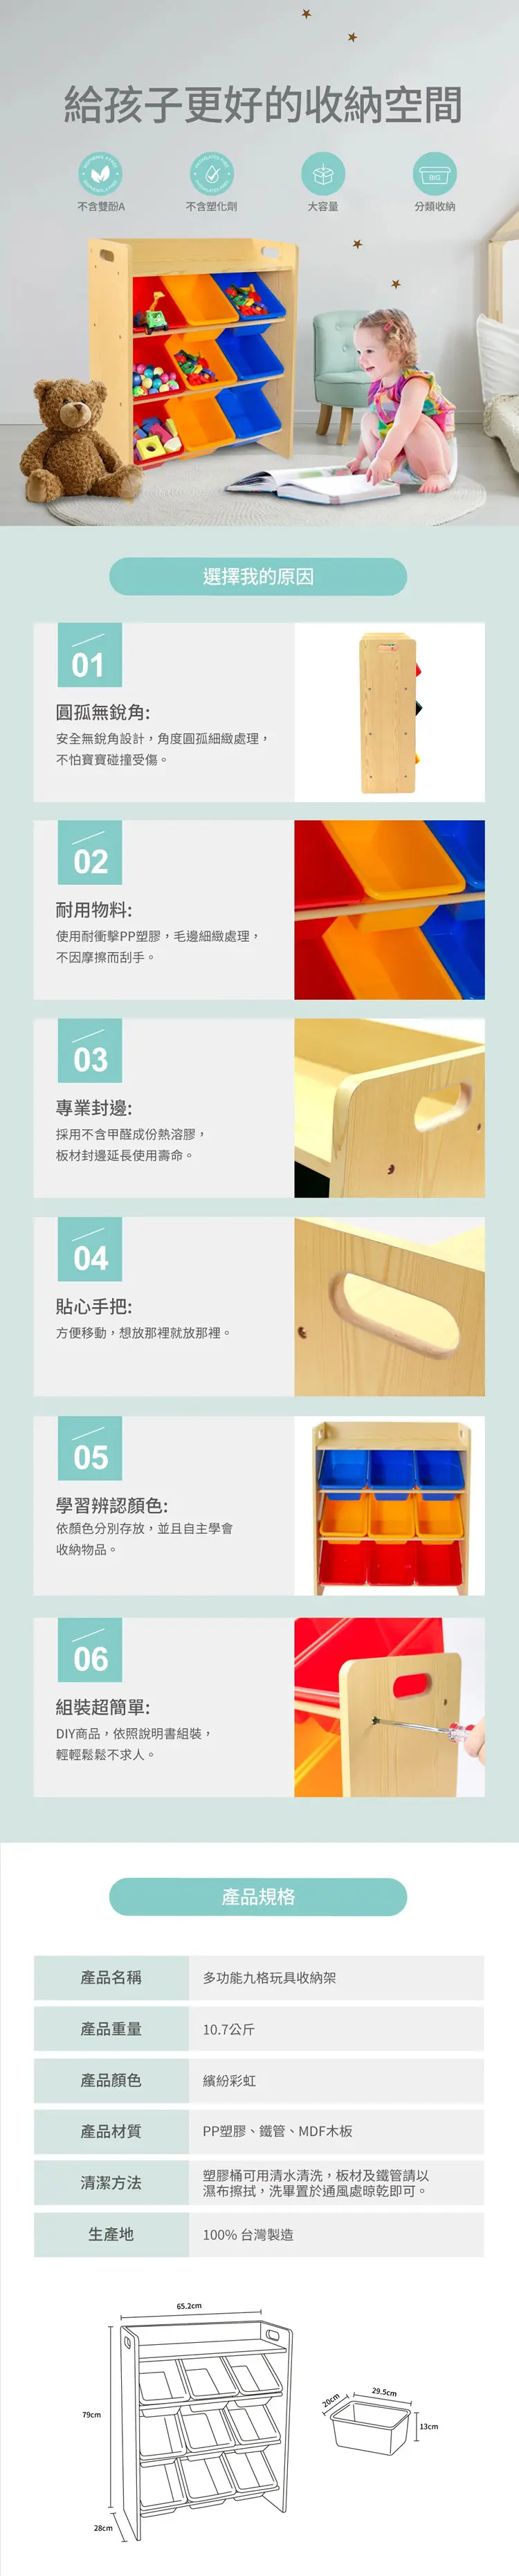 給孩子更好的收納空間
BISPHENOL A FREE
BISPHENOL A FREE
PHTHALATES FREE
PHTHALATES FREE
BIG
不含雙酚A
不含塑化劑
大容量
分類收納
選擇我的原因
01
圓孤無銳角:
安全無銳角設計，角度圓孤細緻處理，
不怕寶寶碰撞受傷。
02
耐用物料:
使用耐衝擊PP塑膠，毛邊細緻處理，
不因摩擦而刮手。
03
專業封邊:
採用不含甲醛成份熱溶膠，
板材封邊延長使用壽命。
04
貼心手把:
方便移動，想放那裡就放那裡。
05
學習辨認顏色:
依顏色分別存放，並且自主學會
收納物品。
06
組裝超簡單:
DIY商品，依照說明書組裝，
輕輕鬆鬆不求人。
產品規格
產品名稱
多功能九格玩具收納架
產品重量
10.7公斤
產品顏色
繽紛彩虹
產品材質
PP塑膠、鐵管、MDF木板
清潔方法
塑膠桶可用清水清洗，板材及鐵管請以
濕布擦拭，洗畢置於通風處晾乾即可。
生產地
100% 台灣製造
65.2cm
79cm
28cm
20cm
29.5cm
13cm